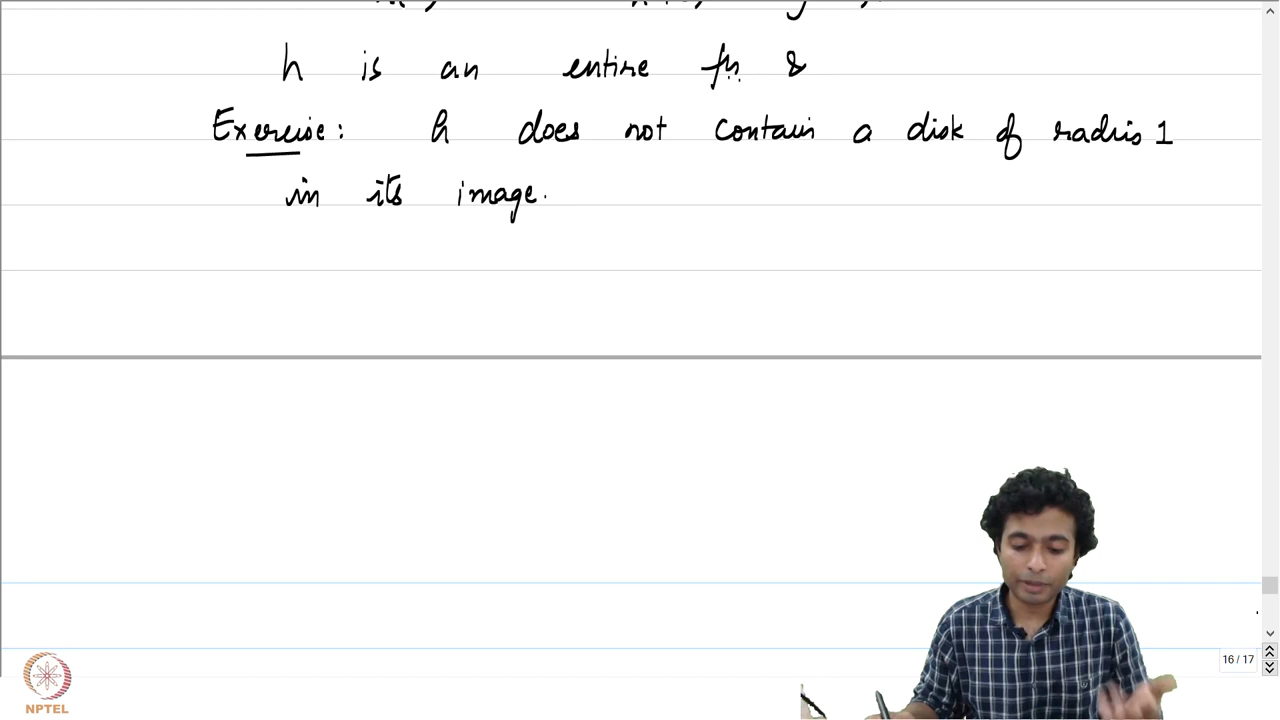 h is an entire fn &
Exercise: h does not contain a disk of radius 1
in its image.
16 / 17
NPTEL